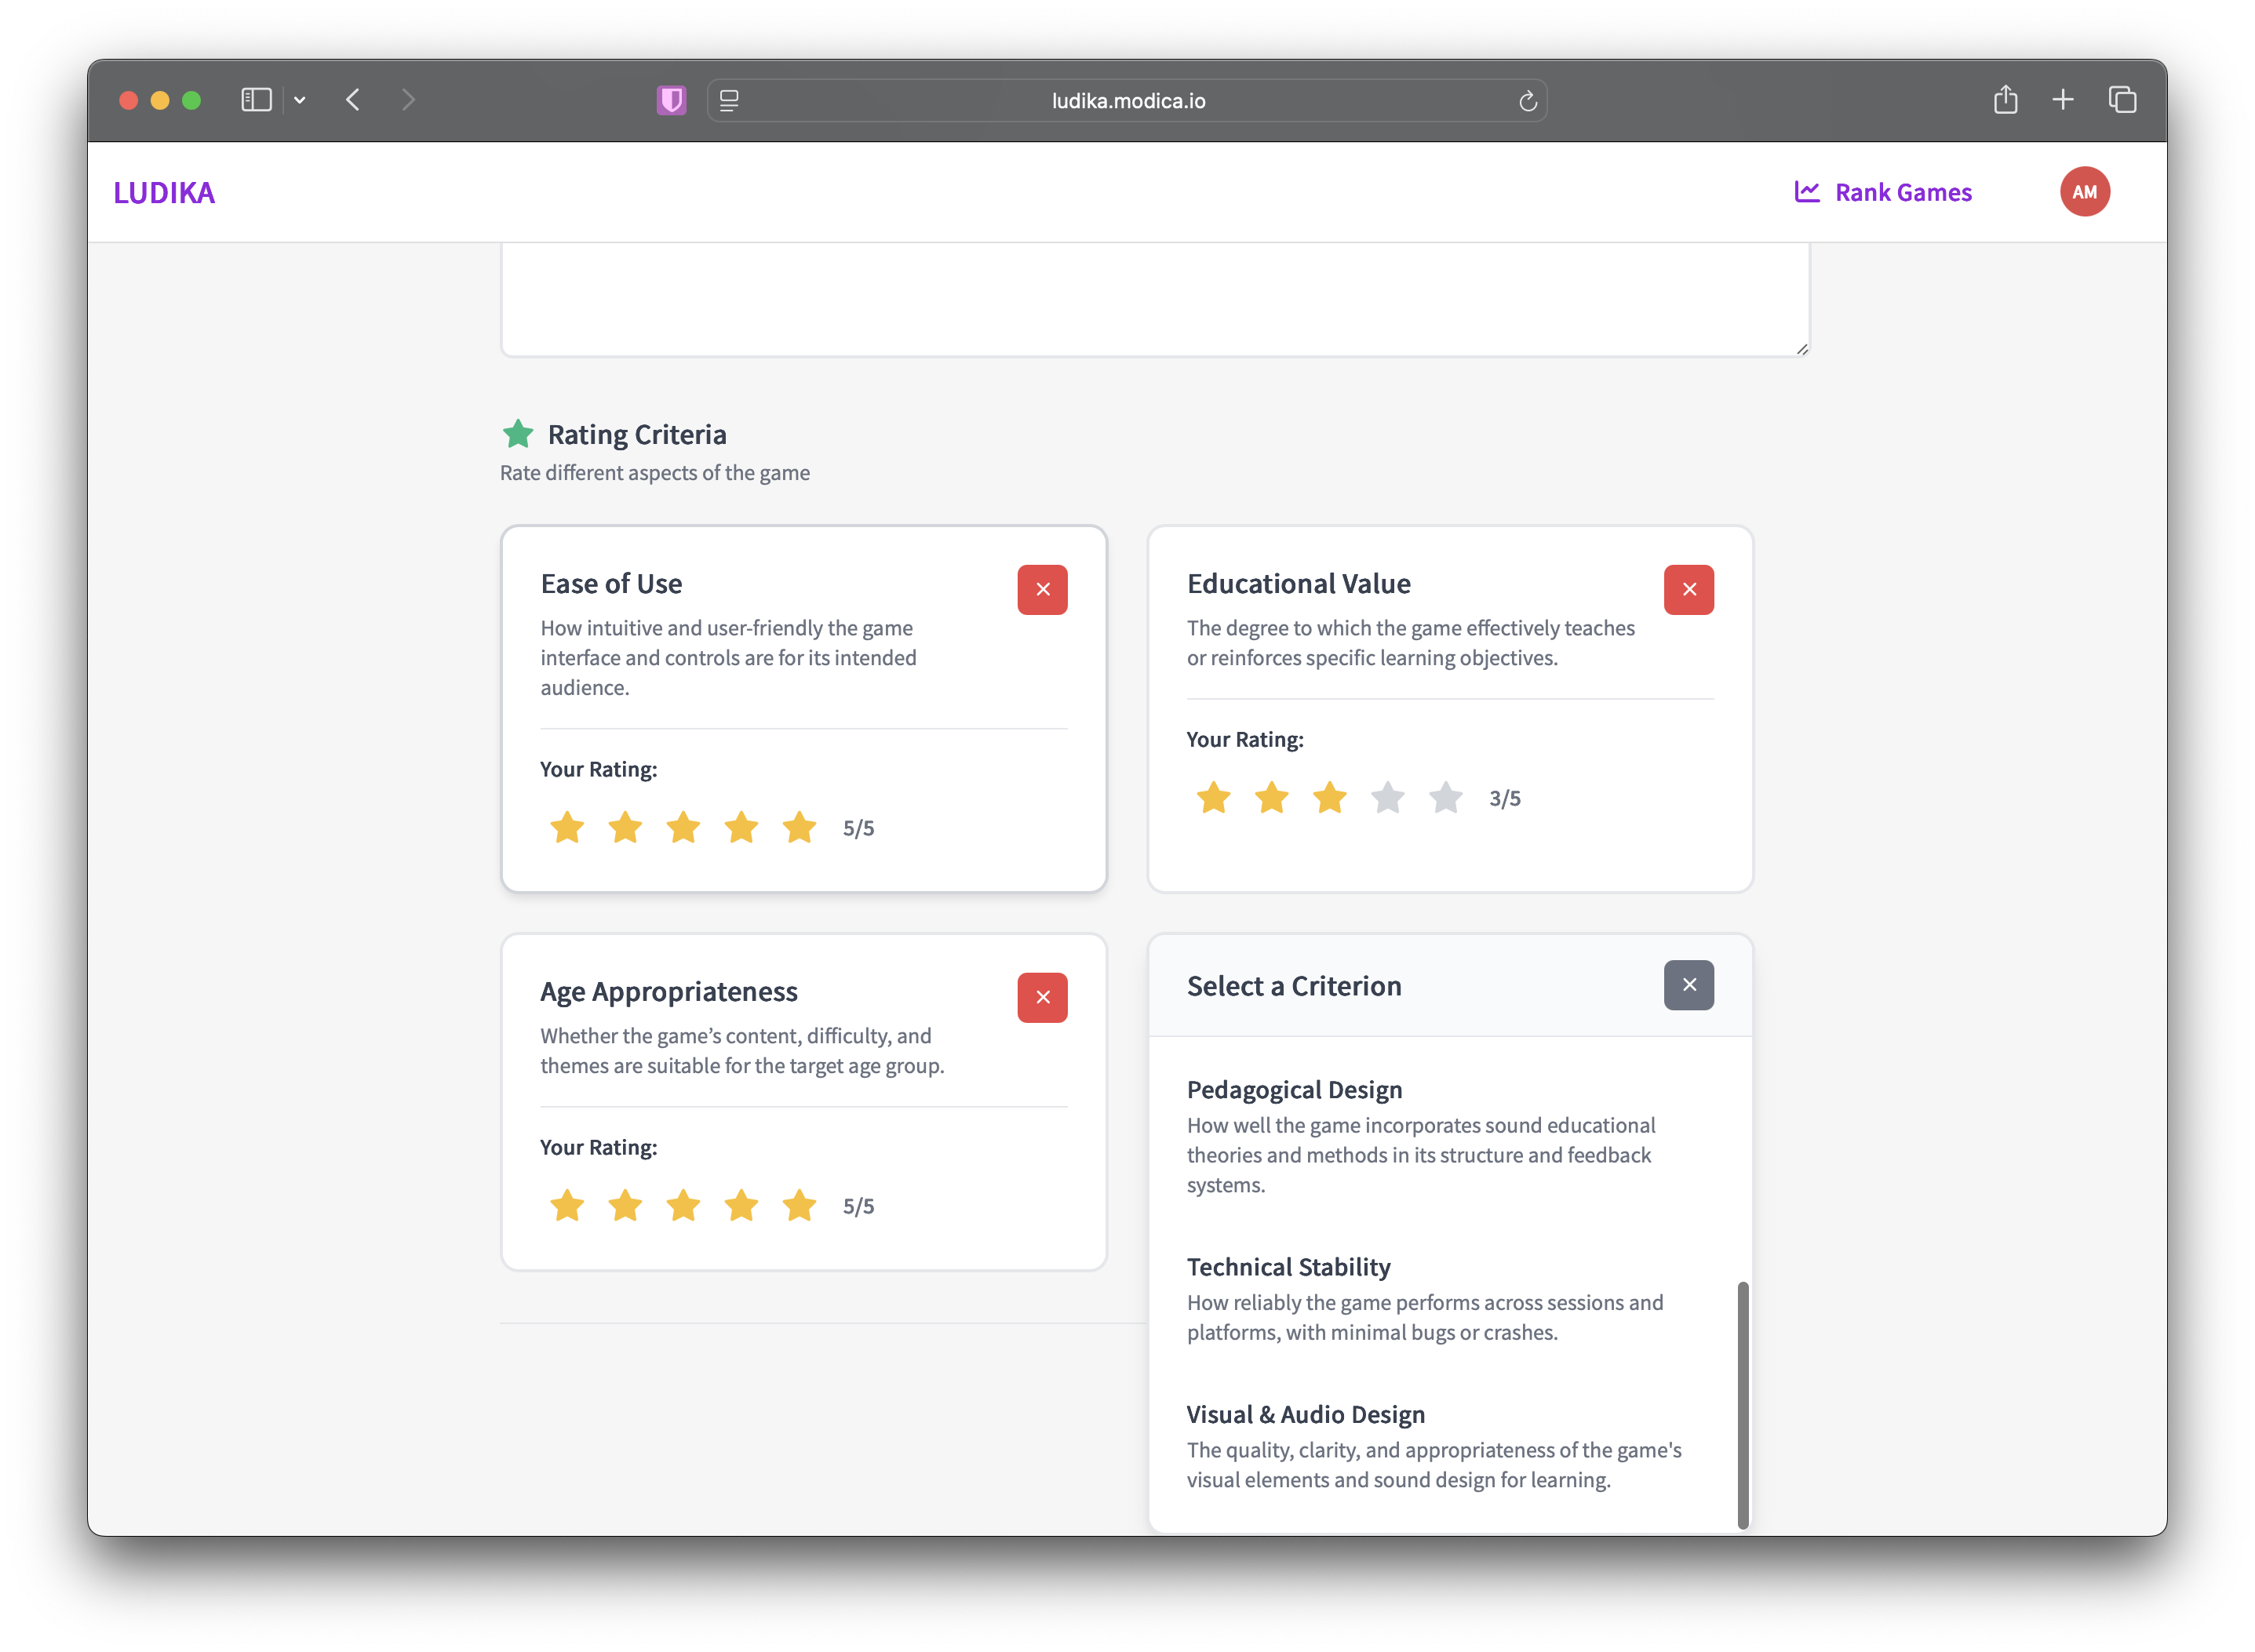 ludika.modica.io
LUDIKA
Rank Games
AM
Rating Criteria
Rate different aspects of the game
Ease of Use
How intuitive and user-friendly the game
interface and controls are for its intended
audience.
Your Rating:
5/5
Educational Value
The degree to which the game effectively teaches
or reinforces specific learning objectives.
Your Rating:
3/5
Age Appropriateness
Whether the game’s content, difficulty, and
themes are suitable for the target age group.
Your Rating:
5/5
Select a Criterion
Pedagogical Design
How well the game incorporates sound educational
theories and methods in its structure and feedback
systems.
Technical Stability
How reliably the game performs across sessions and
platforms, with minimal bugs or crashes.
Visual & Audio Design
The quality, clarity, and appropriateness of the game's
visual elements and sound design for learning.